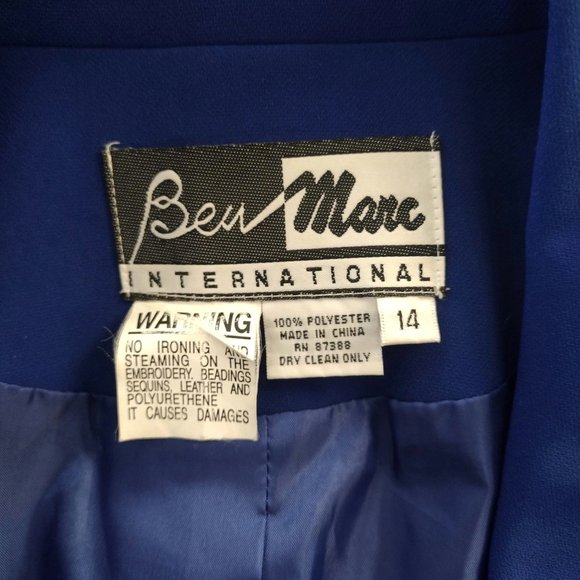 Ben Marc
INTERNATIONAL
WARNING
NO IRONING AND
STEAMING ON THE
EMBROIDERY, BEADINGS
SEQUINS, LEATHER AND
POLYURETHENE
IT CAUSES DAMAGES
100% POLYESTER
MADE IN CHINA
RN 87388
DRY CLEAN ONLY
14